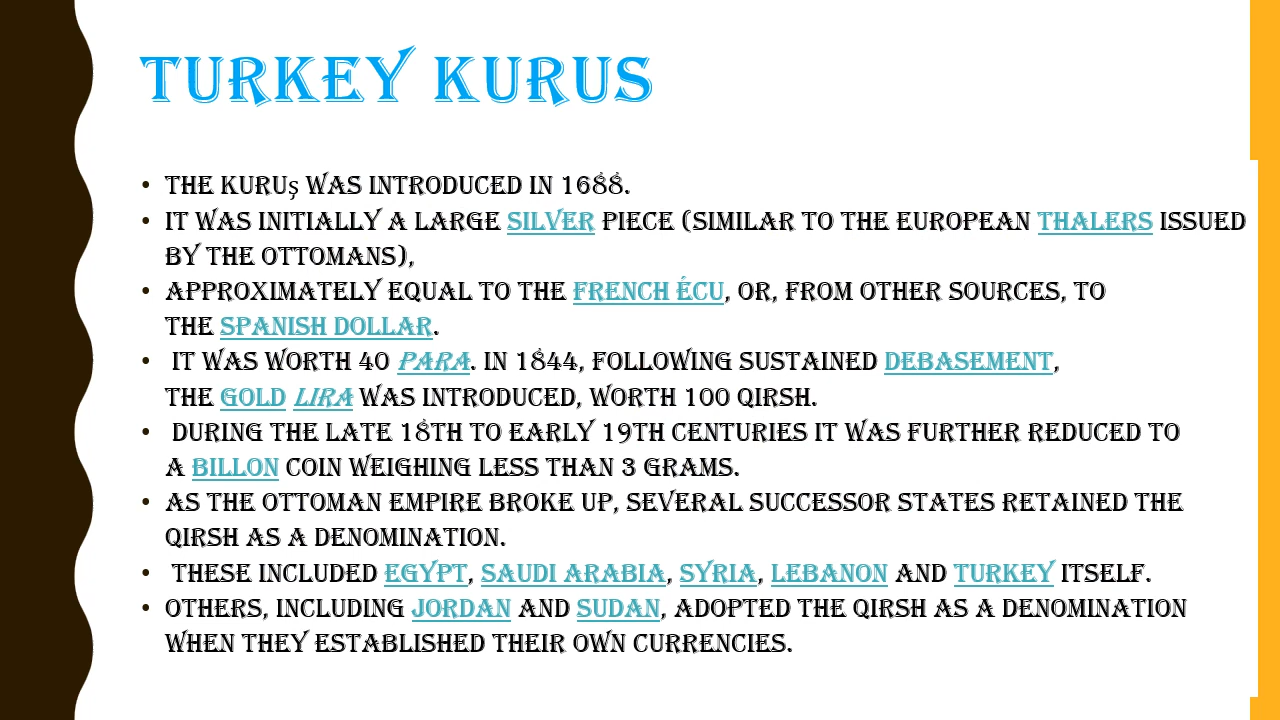 TURKEY KURUS
• THE KURUş WAS INTRODUCED IN 1688.
• IT WAS INITIALLY A LARGE SILVER PIECE (SIMILAR TO THE EUROPEAN THALERS ISSUED
BY THE OTTOMANS),
• APPROXIMATELY EQUAL TO THE FRENCH ÉCU, OR, FROM OTHER SOURCES, TO
THE SPANISH DOLLAR.
• IT WAS WORTH 40 PARA. IN 1844, FOLLOWING SUSTAINED DEBASEMENT,
THE GOLD LIRA WAS INTRODUCED, WORTH 100 QIRSH.
• DURING THE LATE 18TH TO EARLY 19TH CENTURIES IT WAS FURTHER REDUCED TO
A BILLON COIN WEIGHING LESS THAN 3 GRAMS.
• AS THE OTTOMAN EMPIRE BROKE UP, SEVERAL SUCCESSOR STATES RETAINED THE
QIRSH AS A DENOMINATION.
• THESE INCLUDED EGYPT, SAUDI ARABIA, SYRIA, LEBANON AND TURKEY ITSELF.
• OTHERS, INCLUDING JORDAN AND SUDAN, ADOPTED THE QIRSH AS A DENOMINATION
WHEN THEY ESTABLISHED THEIR OWN CURRENCIES.